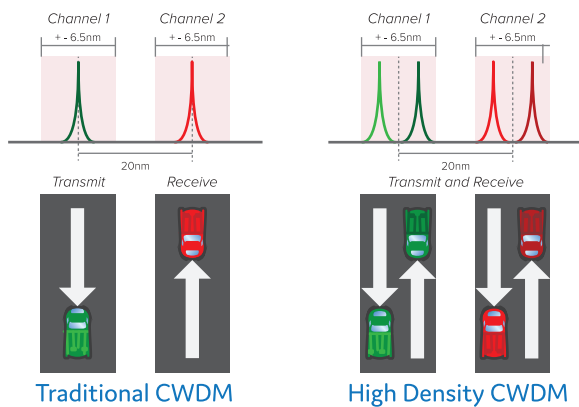 Channel 1
Channel 2
+ - 6.5nm
+ - 6.5nm
20nm
Transmit
Receive
Traditional CWDM
Channel 1
Channel 2
+ - 6.5nm
+ - 6.5nm
20nm
Transmit and Receive
High Density CWDM